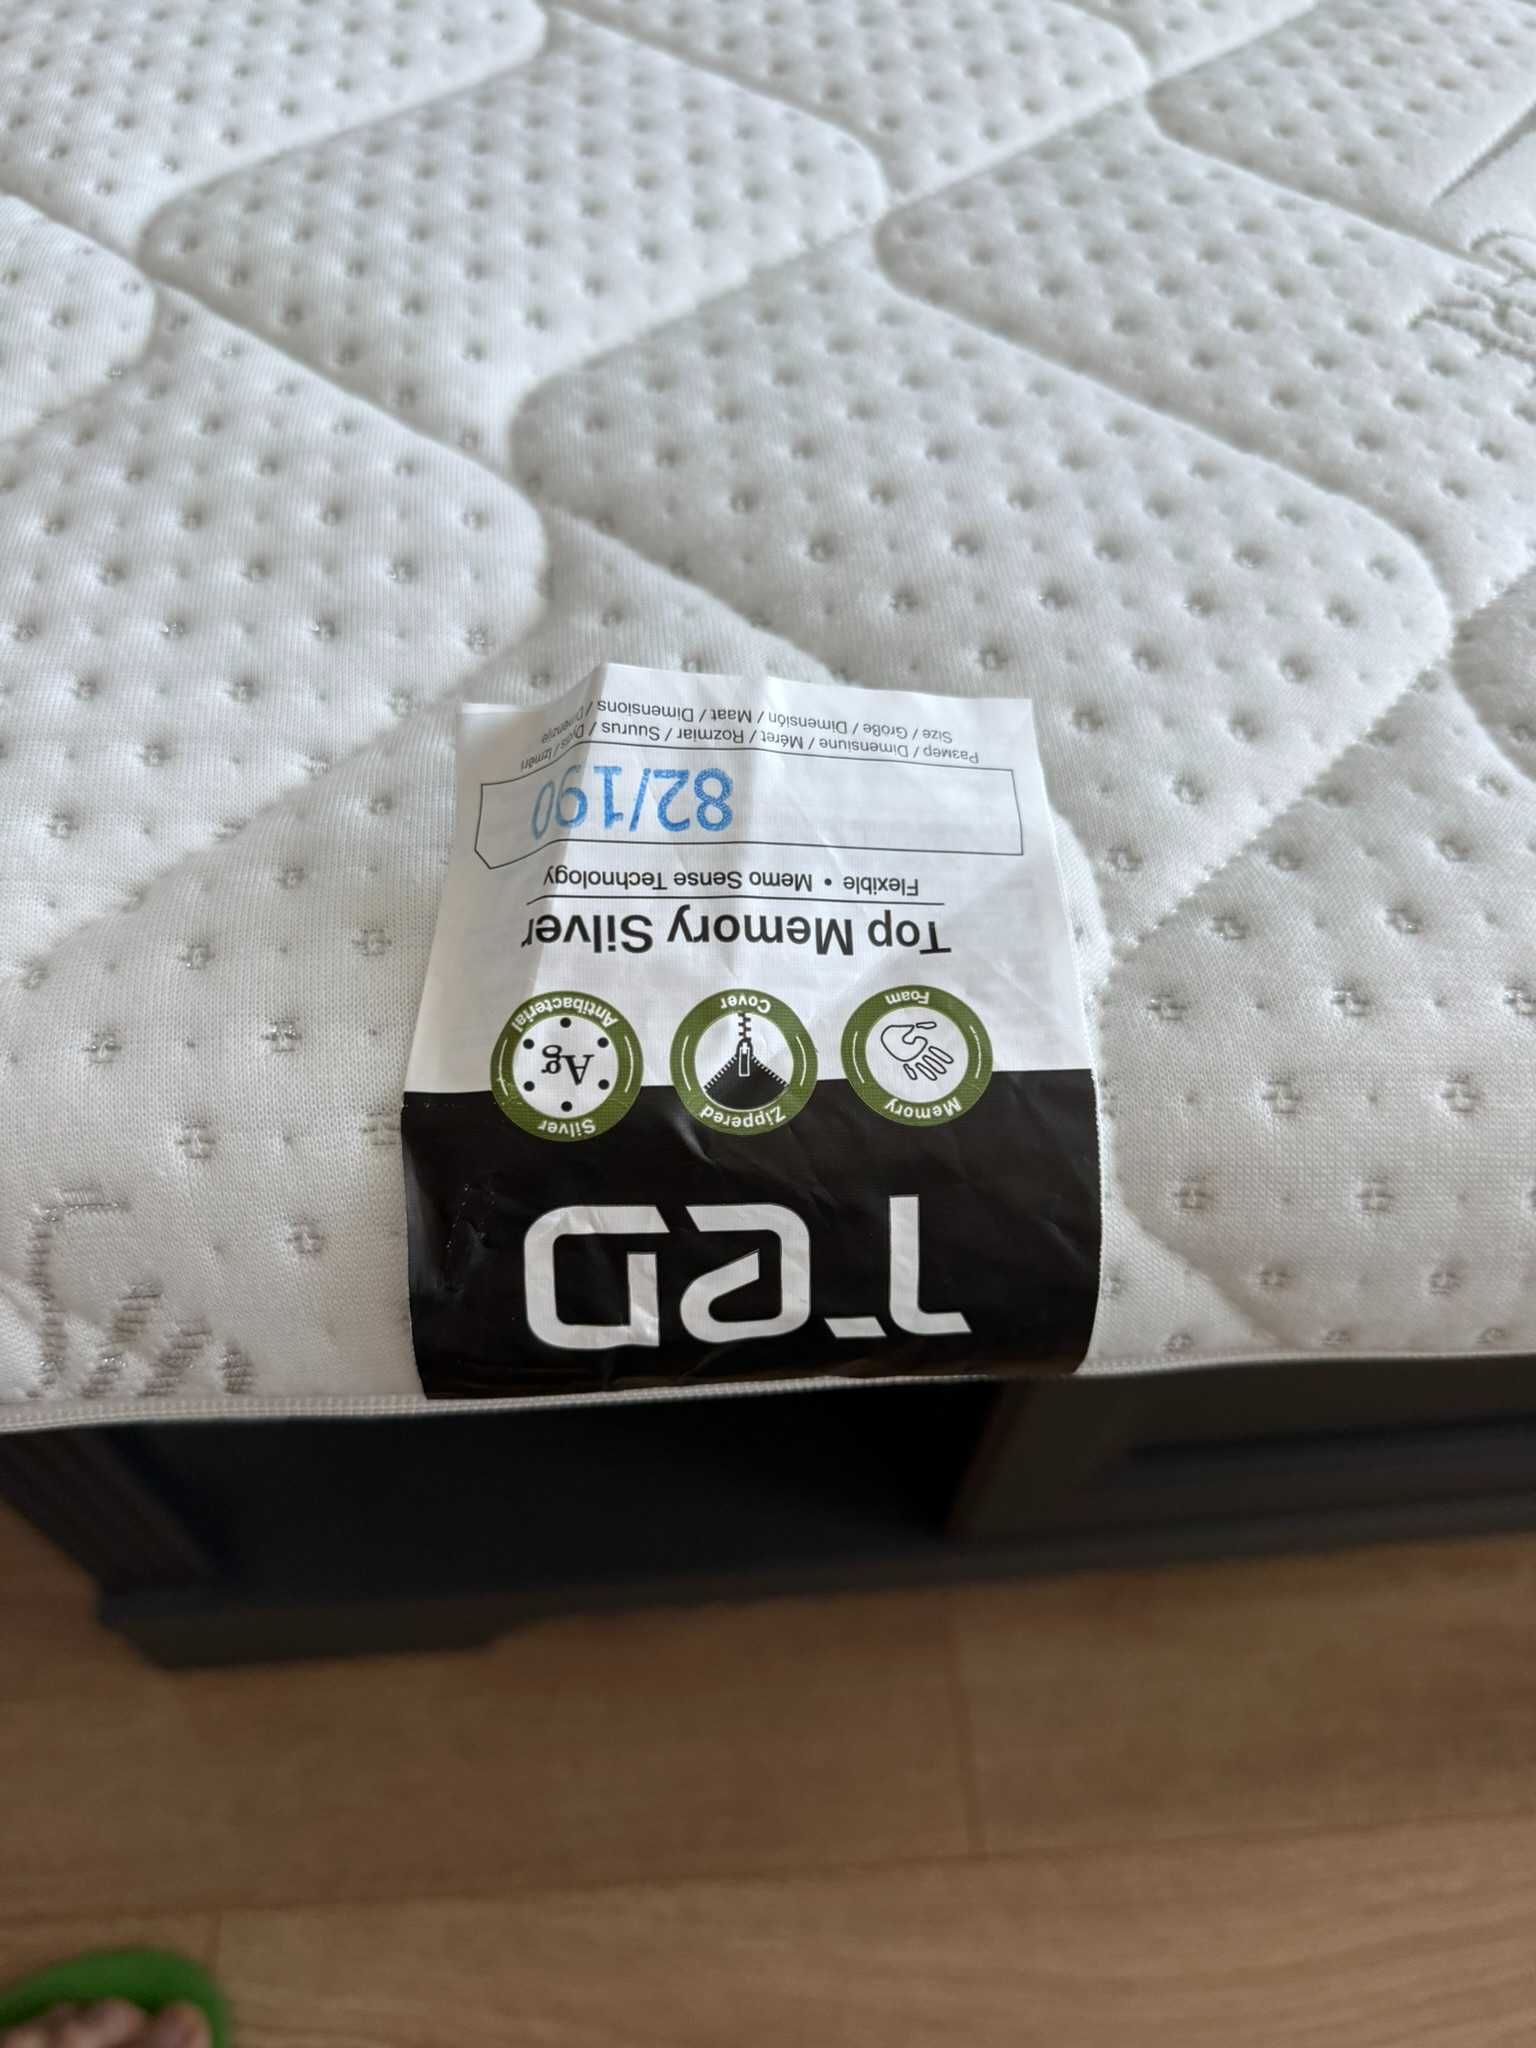 TED
Memory Foam
Zippered Cover
Silver Antibacterial
Ag
Top Memory Silver
Flexible • Memo Sense Technology
82/190
Размер / Dimensiune / Méret / Rozmiar / Suurus / Dydis / Izmēri
Size / Größe / Dimensión / Maat / Dimensions / Dimenzije